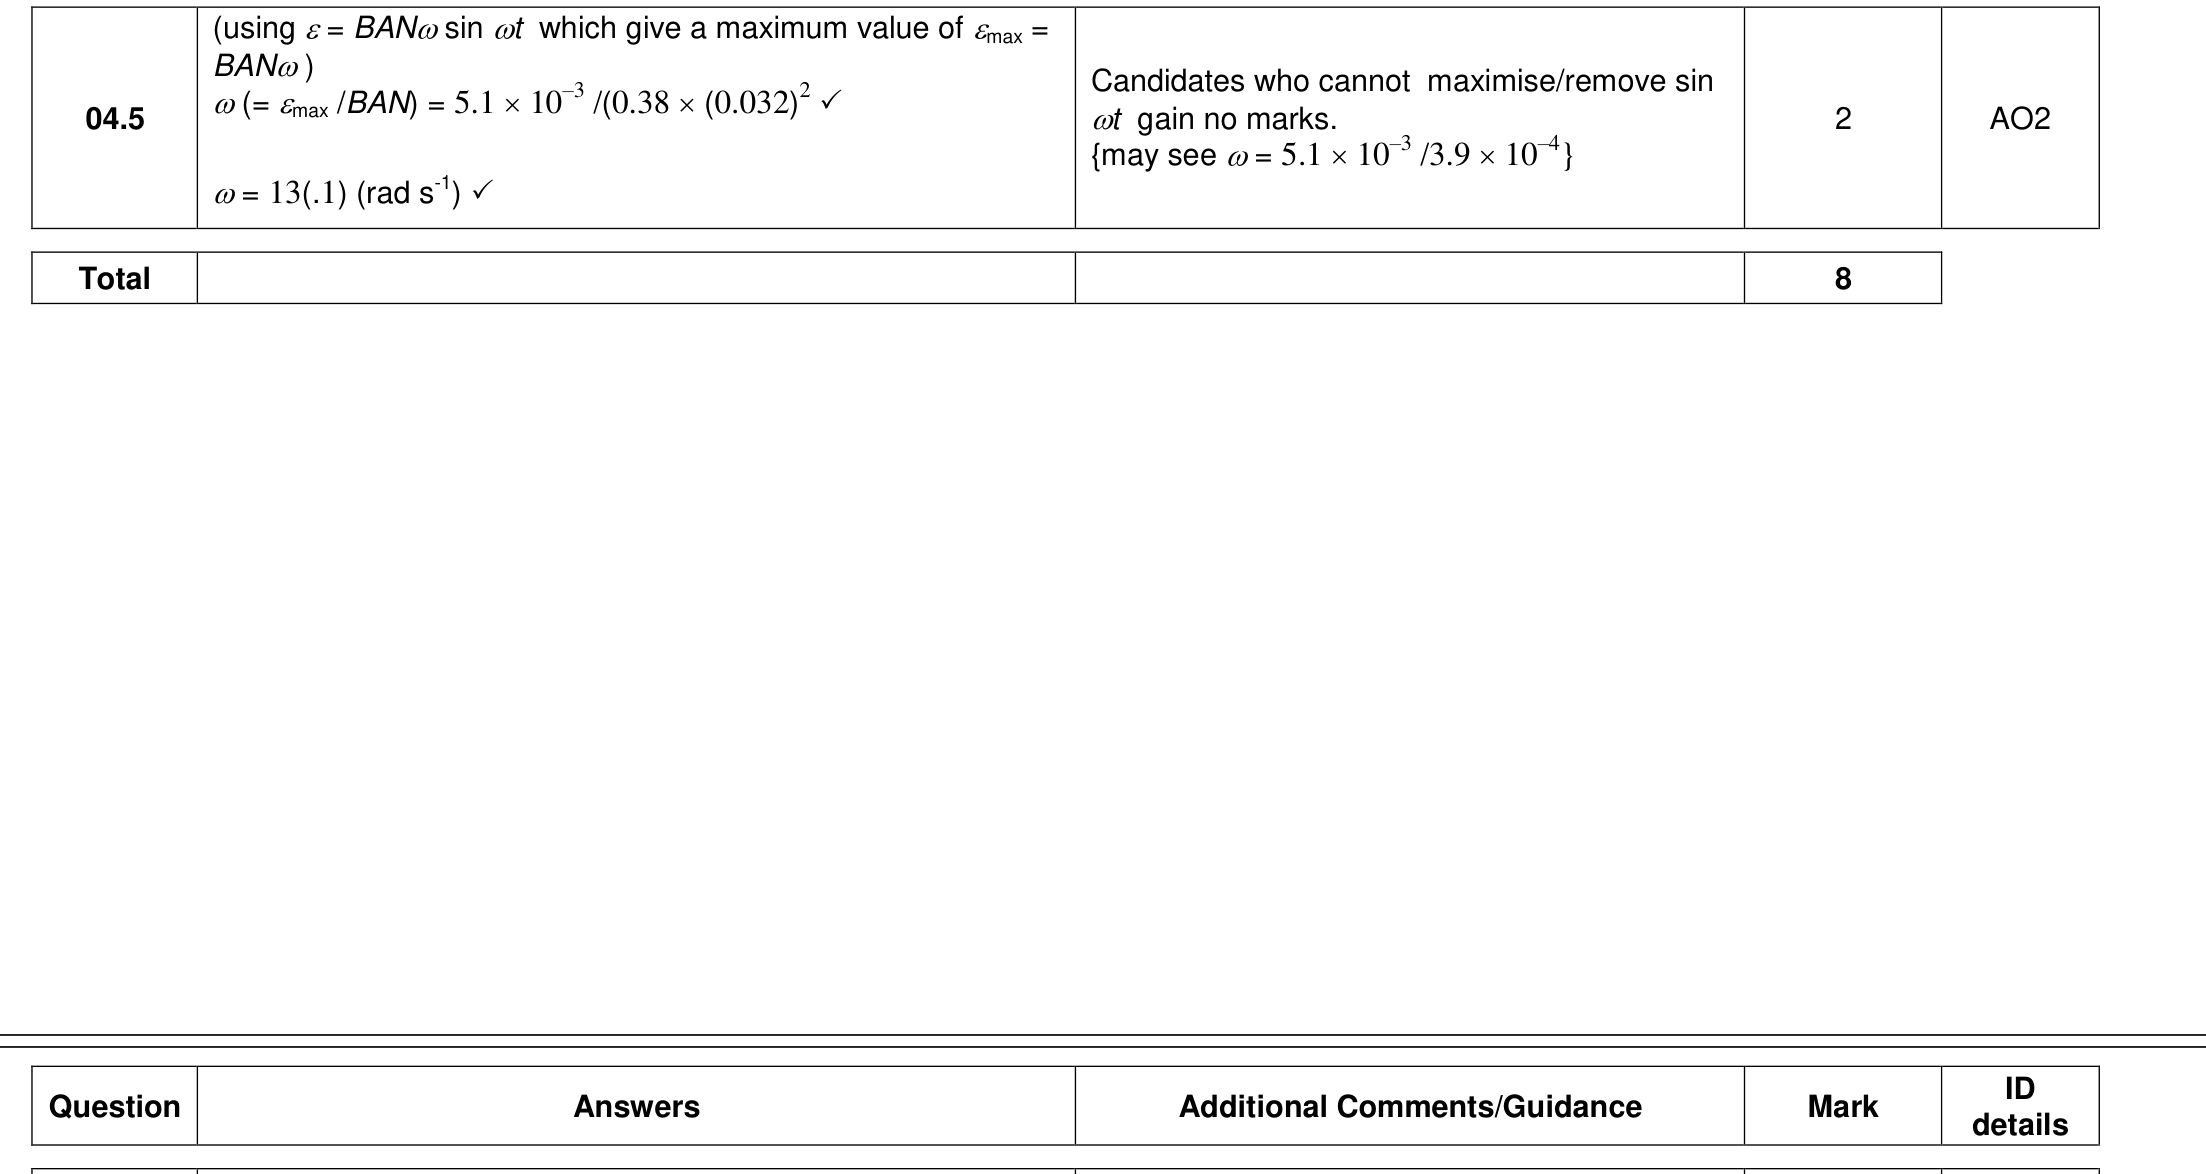 04.5
(using ε = BANω sin ωt which give a maximum value of εmax =
BANω )
ω (= εmax /BAN) = 5.1 × 10⁻³ /(0.38 × (0.032)² ✓
ω = 13(.1) (rad s⁻¹) ✓
Candidates who cannot maximise/remove sin
ωt gain no marks.
{may see ω = 5.1 × 10⁻³ /3.9 × 10⁻⁴}
2
AO2
Total
8
Question
Answers
Additional Comments/Guidance
Mark
ID
details